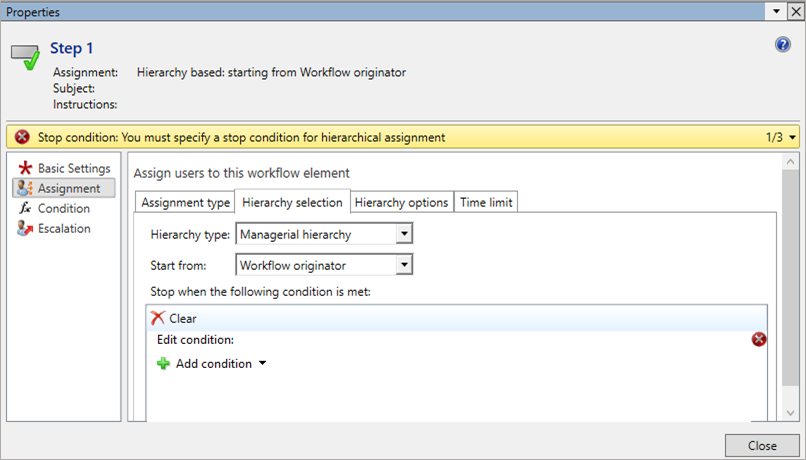 Properties
Step 1
Assignment: Hierarchy based: starting from Workflow originator
Subject:
Instructions:
Stop condition: You must specify a stop condition for hierarchical assignment 1/3
Basic Settings
Assignment
Condition
Escalation
Assign users to this workflow element
Assignment type Hierarchy selection Hierarchy options Time limit
Hierarchy type: Managerial hierarchy
Start from: Workflow originator
Stop when the following condition is met:
Clear
Edit condition:
Add condition
Close